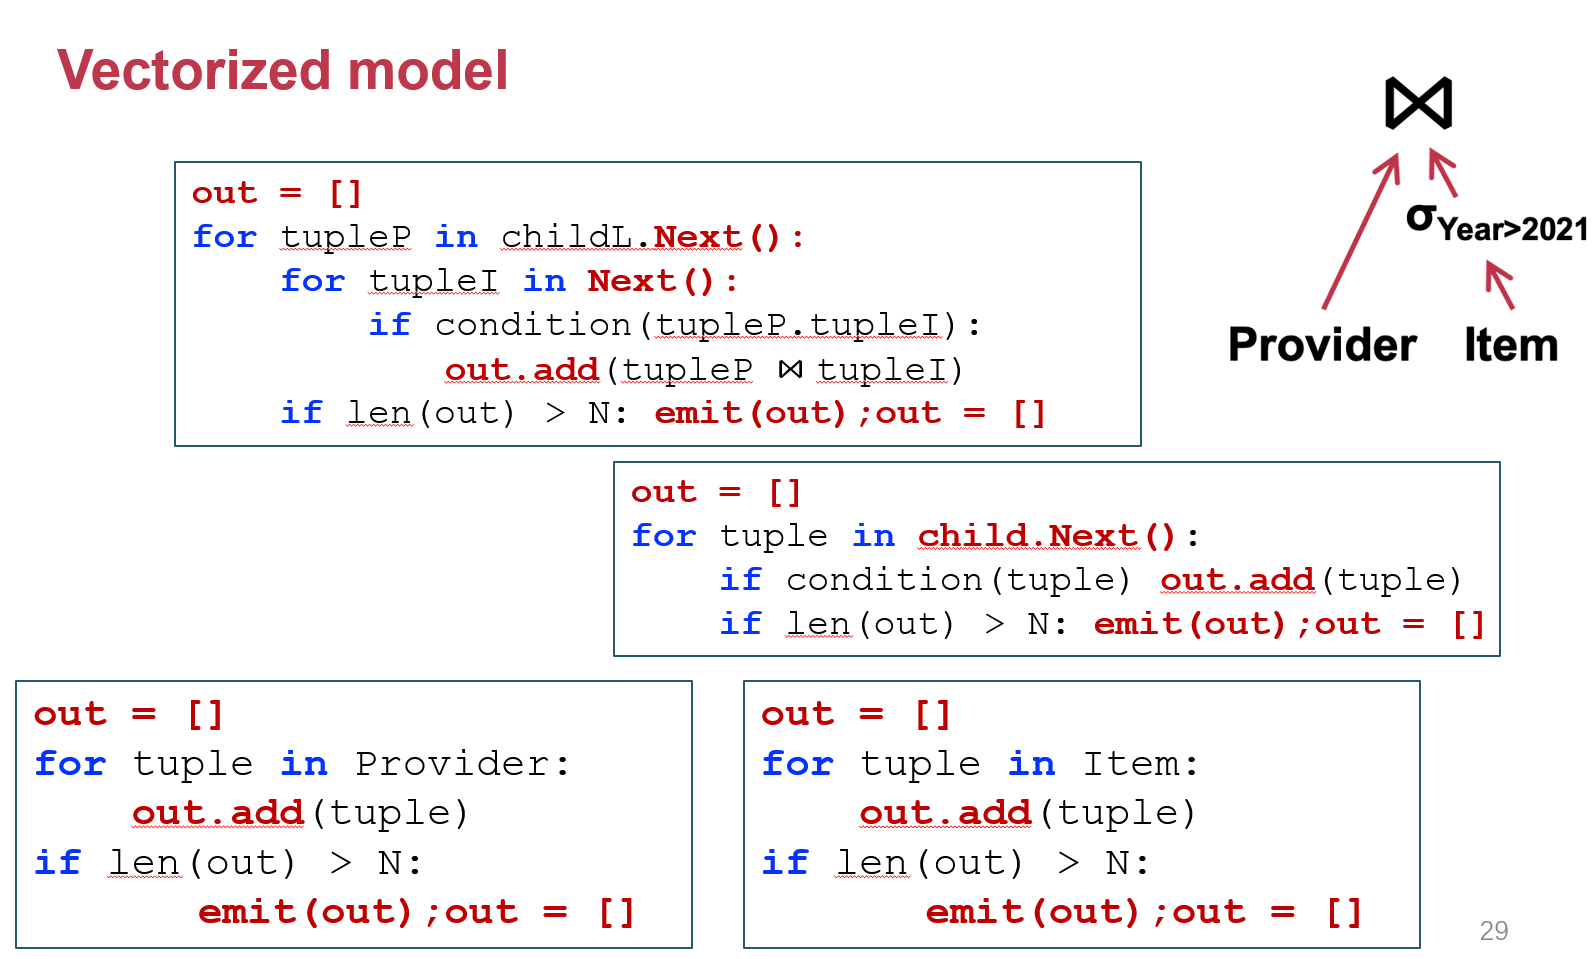 Vectorized model
⋈
σYear>2021
Provider Item
out = []
for tupleP in childL.Next():
    for tupleI in Next():
        if condition(tupleP.tupleI):
            out.add(tupleP ⋈ tupleI)
    if len(out) > N: emit(out);out = []
out = []
for tuple in child.Next():
    if condition(tuple) out.add(tuple)
    if len(out) > N: emit(out);out = []
out = []
for tuple in Provider:
    out.add(tuple)
if len(out) > N:
    emit(out);out = []
out = []
for tuple in Item:
    out.add(tuple)
if len(out) > N:
    emit(out);out = []
29